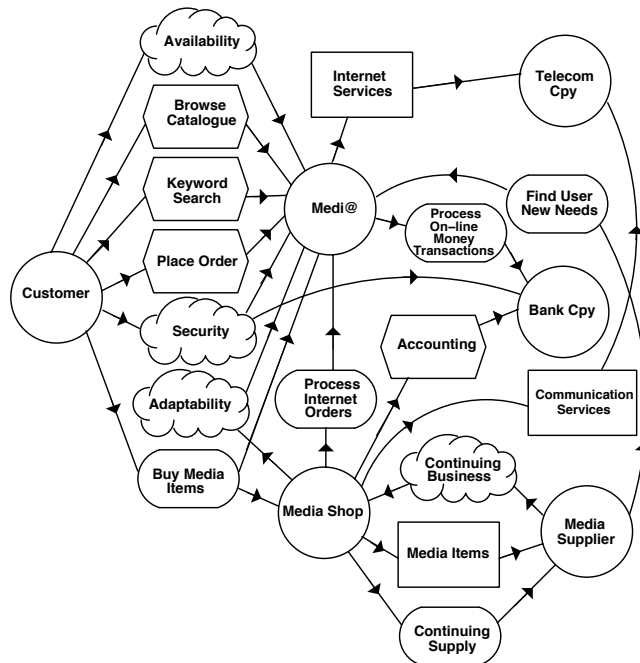 Availability
Internet
Services
Telecom
Cpy
Browse
Catalogue
Keyword
Search
Medi@
Find User
New Needs
Process
On-line
Money
Transactions
Place Order
Customer
Security
Bank Cpy
Accounting
Adaptability
Process
Internet
Orders
Communication
Services
Buy Media
Items
Continuing
Business
Media Shop
Media
Supplier
Media Items
Continuing
Supply